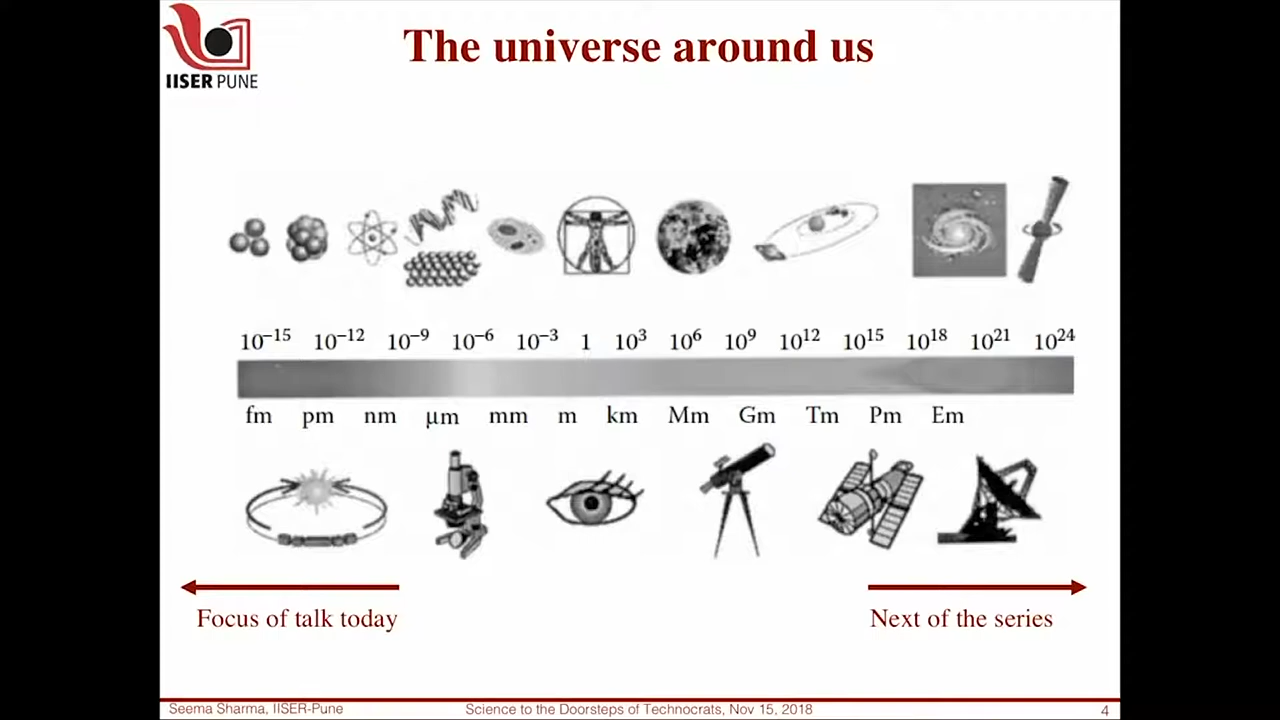 The universe around us
IISER PUNE
10⁻¹⁵ 10⁻¹² 10⁻⁹ 10⁻⁶ 10⁻³ 1 10³ 10⁶ 10⁹ 10¹² 10¹⁵ 10¹⁸ 10²¹ 10²⁴
fm pm nm µm mm m km Mm Gm Tm Pm Em
Focus of talk today
Next of the series
Seema Sharma, IISER-Pune
Science to the Doorsteps of Technocrats, Nov 15, 2018
4